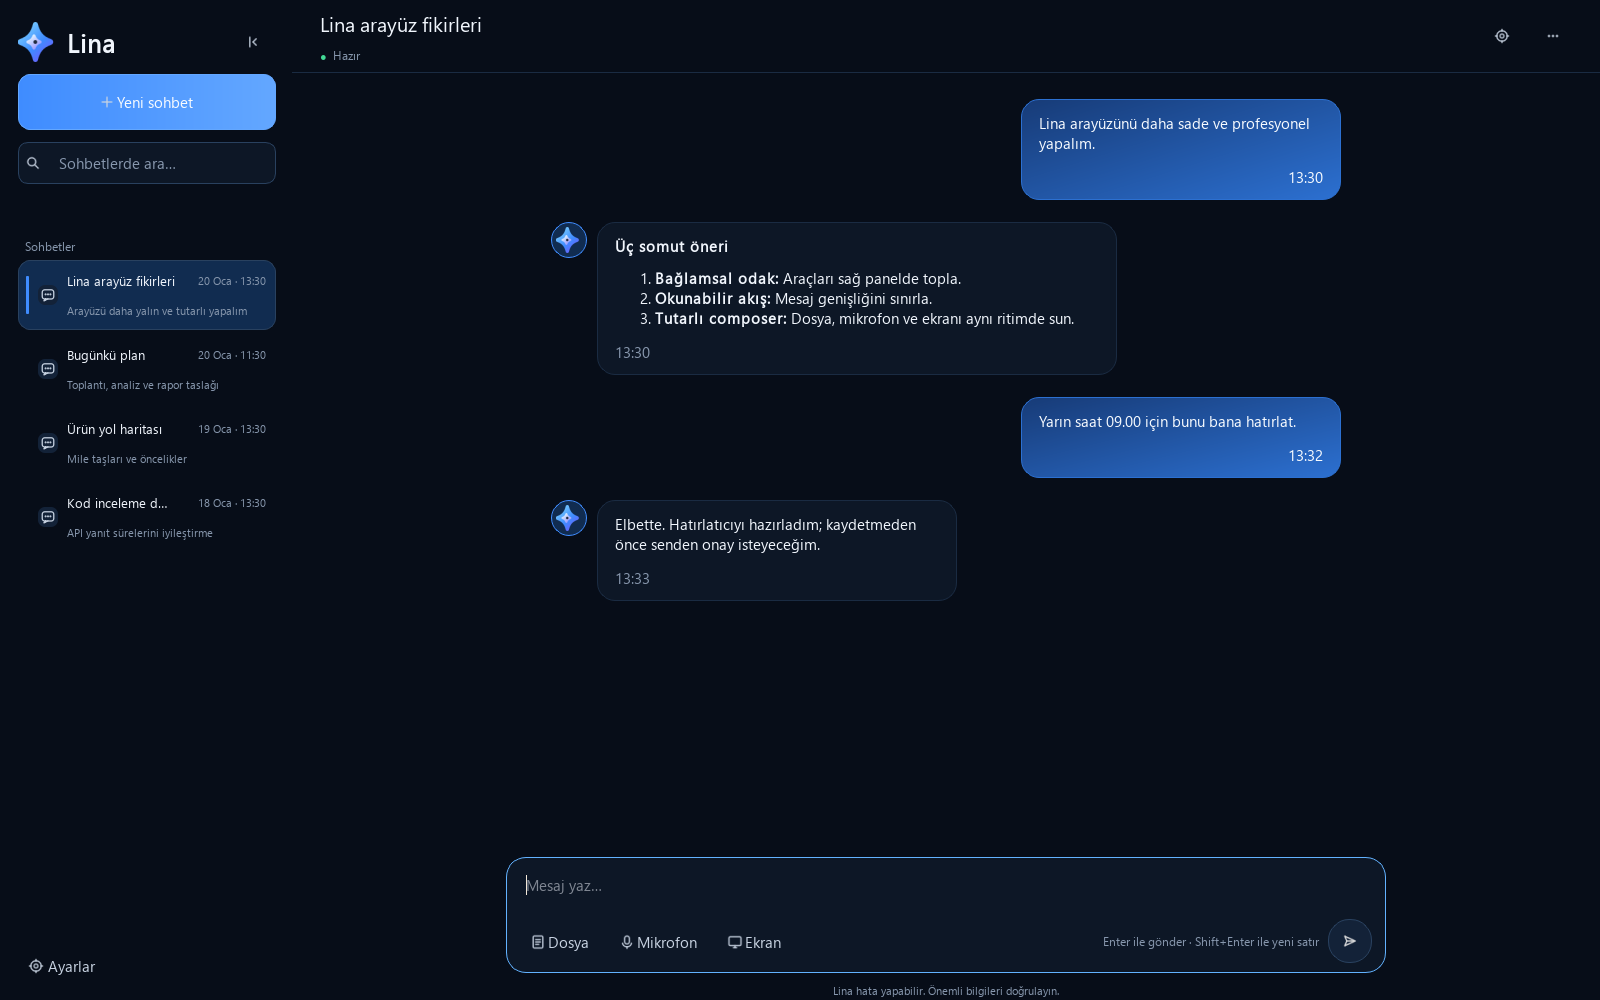 Lina
Yeni sohbet
Sohbetlerde ara...
Sohbetler
Lina arayüz fikirleri 20 Oca · 13:30
Arayüzü daha yalın ve tutarlı yapalım
Bugünkü plan 20 Oca · 11:30
Toplantı, analiz ve rapor taslağı
Ürün yol haritası 19 Oca · 13:30
Mile taşları ve öncelikler
Kod inceleme d... 18 Oca · 13:30
API yanıt sürelerini iyileştirme
Ayarlar
Lina arayüz fikirleri
Hazır
Lina arayüzünü daha sade ve profesyonel
yapalım.
13:30
Üç somut öneri
1. Bağlamsal odak: Araçları sağ panelde topla.
2. Okunabilir akış: Mesaj genişliğini sınırla.
3. Tutarlı composer: Dosya, mikrofon ve ekranı aynı ritimde sun.
13:30
Yarın saat 09.00 için bunu bana hatırlat.
13:32
Elbette. Hatırlatıcıyı hazırladım; kaydetmeden
önce senden onay isteyeceğim.
13:33
Mesaj yaz...
Dosya Mikrofon Ekran Enter ile gönder · Shift+Enter ile yeni satır
Lina hata yapabilir. Önemli bilgileri doğrulayın.